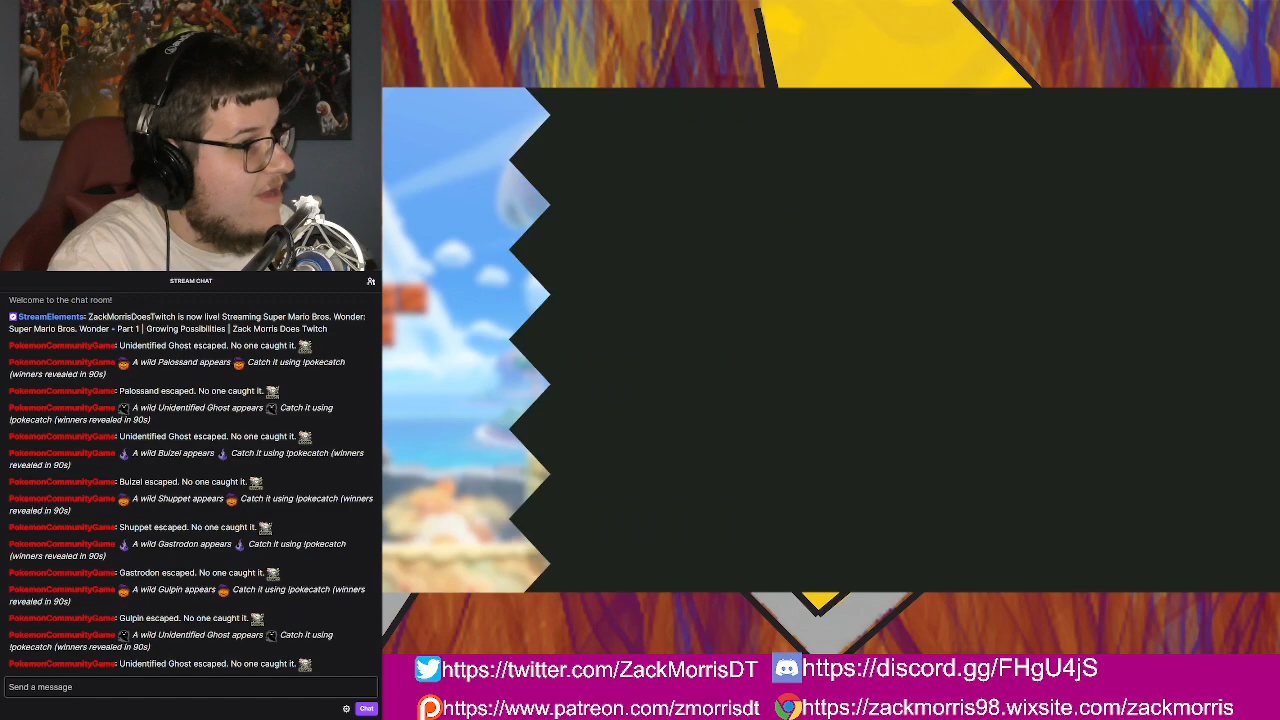 STREAM CHAT
Welcome to the chat room!
StreamElements: ZackMorrisDoesTwitch is now live! Streaming Super Mario Bros. Wonder:
Super Mario Bros. Wonder - Part 1 | Growing Possibilities | Zack Morris Does Twitch
PokemonCommunityGame: Unidentified Ghost escaped. No one caught it.
PokemonCommunityGame: A wild Palossand appears Catch it using !pokecatch
(winners revealed in 90s)
PokemonCommunityGame: Palossand escaped. No one caught it.
PokemonCommunityGame: A wild Unidentified Ghost appears Catch it using
!pokecatch (winners revealed in 90s)
PokemonCommunityGame: Unidentified Ghost escaped. No one caught it.
PokemonCommunityGame: A wild Buizel appears Catch it using !pokecatch (winners
revealed in 90s)
PokemonCommunityGame: Buizel escaped. No one caught it.
PokemonCommunityGame: A wild Shuppet appears Catch it using !pokecatch (winners
revealed in 90s)
PokemonCommunityGame: Shuppet escaped. No one caught it.
PokemonCommunityGame: A wild Gastrodon appears Catch it using !pokecatch
(winners revealed in 90s)
PokemonCommunityGame: Gastrodon escaped. No one caught it.
PokemonCommunityGame: A wild Gulpin appears Catch it using !pokecatch (winners
revealed in 90s)
PokemonCommunityGame: Gulpin escaped. No one caught it.
PokemonCommunityGame: A wild Unidentified Ghost appears Catch it using
!pokecatch (winners revealed in 90s)
PokemonCommunityGame: Unidentified Ghost escaped. No one caught it.
Send a message
Chat
https://twitter.com/ZackMorrisDT
https://discord.gg/FHgU4jS
https://www.patreon.com/zmorrisdt
https://zackmorris98.wixsite.com/zackmorris